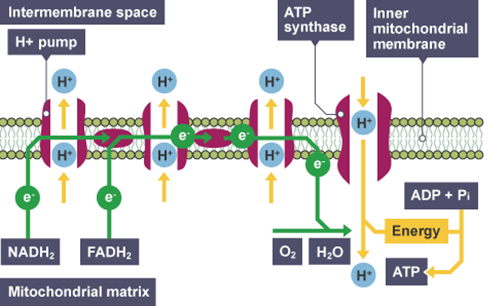 Intermembrane space
H+ pump
ATP
synthase
Inner
mitochondrial
membrane
H⁺
H⁺
H⁺
H⁺
H⁺
H⁺
H⁺
e⁻
e⁻
e⁻
e⁻
e⁻
NADH₂
FADH₂
O₂
H₂O
ADP + Pᵢ
Energy
H⁺
ATP
Mitochondrial matrix